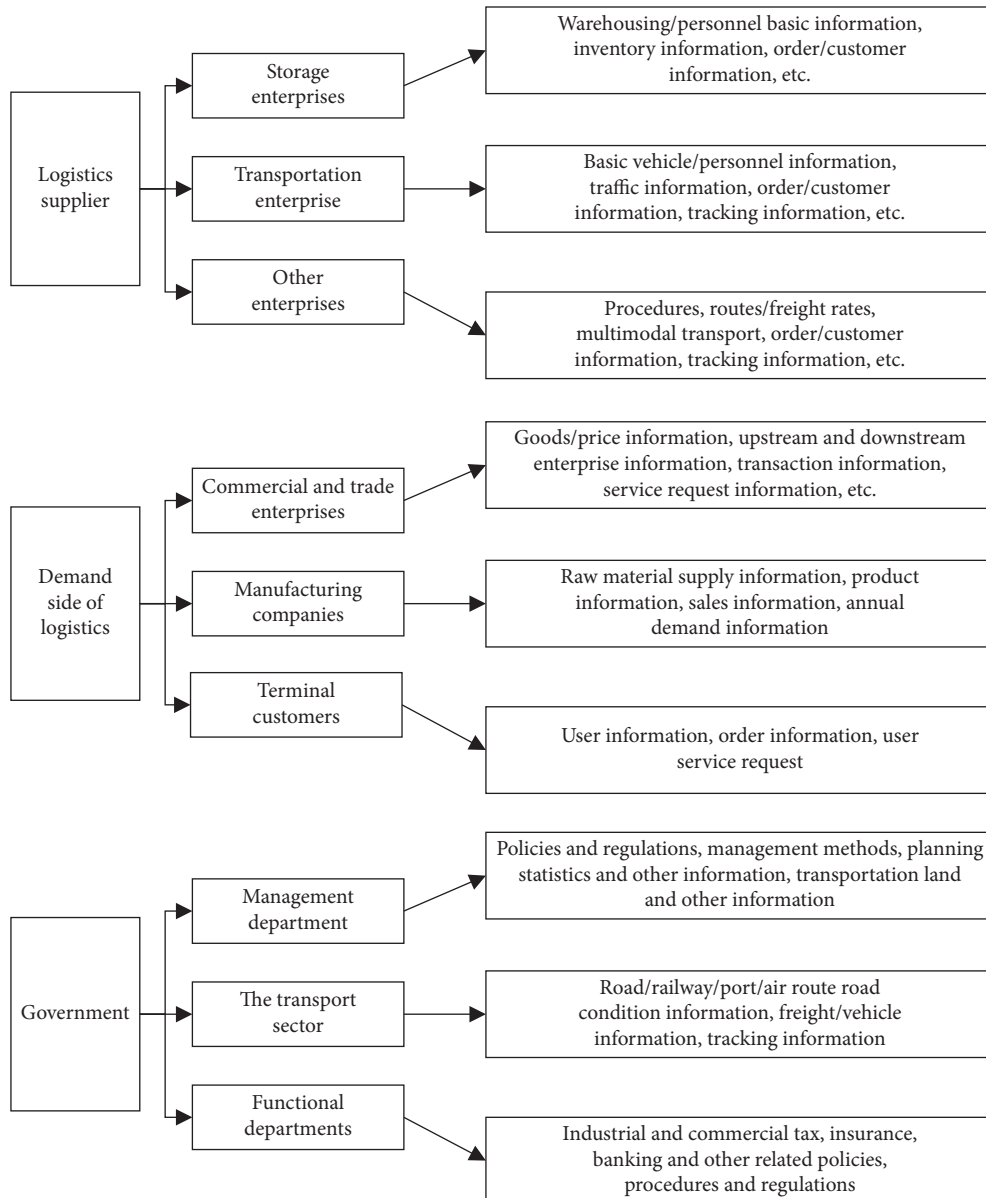 Logistics
supplier
Storage
enterprises
Warehousing/personnel basic information,
inventory information, order/customer
information, etc.
Transportation
enterprise
Basic vehicle/personnel information,
traffic information, order/customer
information, tracking information, etc.
Other
enterprises
Procedures, routes/freight rates,
multimodal transport, order/customer
information, tracking information, etc.
Demand
side of
logistics
Commercial and trade
enterprises
Goods/price information, upstream and downstream
enterprise information, transaction information,
service request information, etc.
Manufacturing
companies
Raw material supply information, product
information, sales information, annual
demand information
Terminal
customers
User information, order information, user
service request
Government
Management
department
Policies and regulations, management methods, planning
statistics and other information, transportation land
and other information
The transport
sector
Road/railway/port/air route road
condition information, freight/vehicle
information, tracking information
Functional
departments
Industrial and commercial tax, insurance,
banking and other related policies,
procedures and regulations